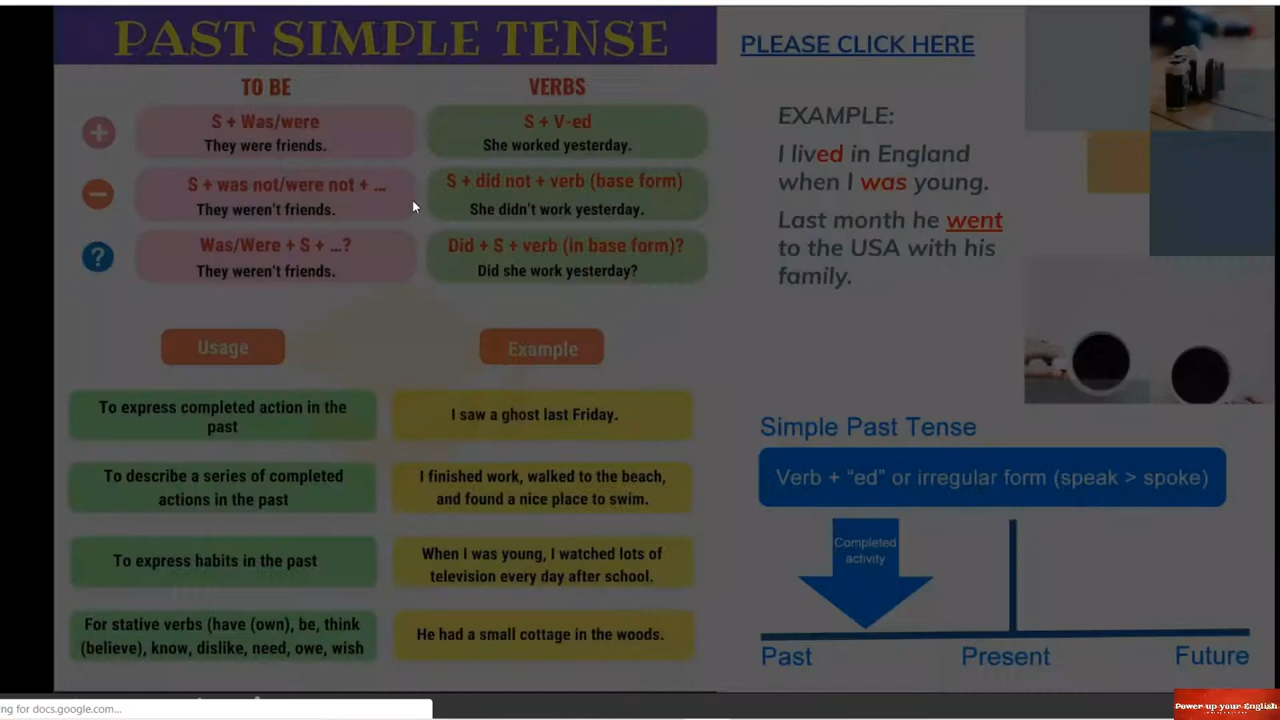 PAST SIMPLE TENSE
TO BE
VERBS
S + Was/were
They were friends.
S + V-ed
She worked yesterday.
S + was not/were not + ...
They weren't friends.
S + did not + verb (base form)
She didn't work yesterday.
?
Was/Were + S + ...?
They weren't friends.
Did + S + verb (in base form)?
Did she work yesterday?
Usage
Example
To express completed action in the
past
I saw a ghost last Friday.
To describe a series of completed
actions in the past
I finished work, walked to the beach,
and found a nice place to swim.
To express habits in the past
When I was young, I watched lots of
television every day after school.
For stative verbs (have (own), be, think
(believe), know, dislike, need, owe, wish
He had a small cottage in the woods.
PLEASE CLICK HERE
EXAMPLE:
I lived in England
when I was young.
Last month he went
to the USA with his
family.
Simple Past Tense
Verb + "ed" or irregular form (speak > spoke)
Completed
activity
Past
Present
Future
ng for docs.google.com...
Power up your English